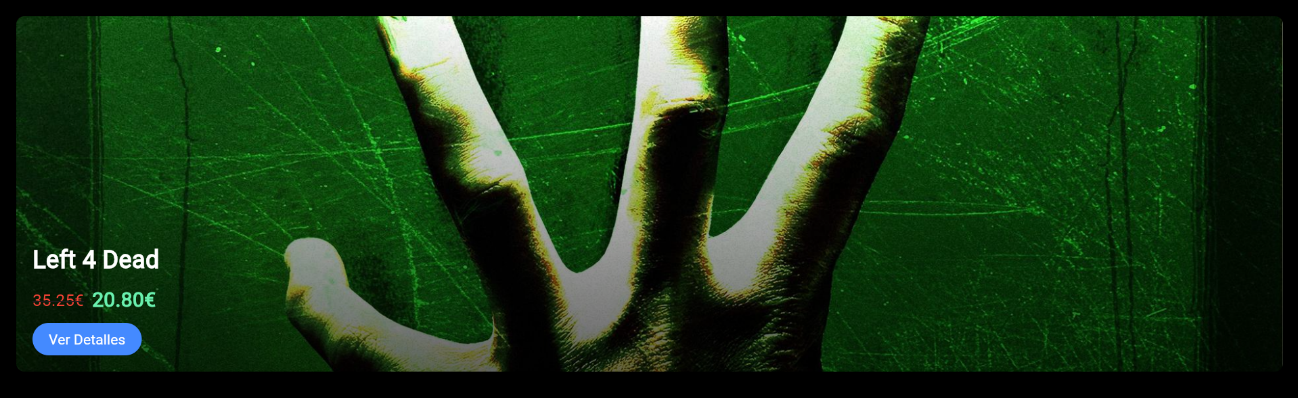 Left 4 Dead
35.25€ 20.80€
Ver Detalles